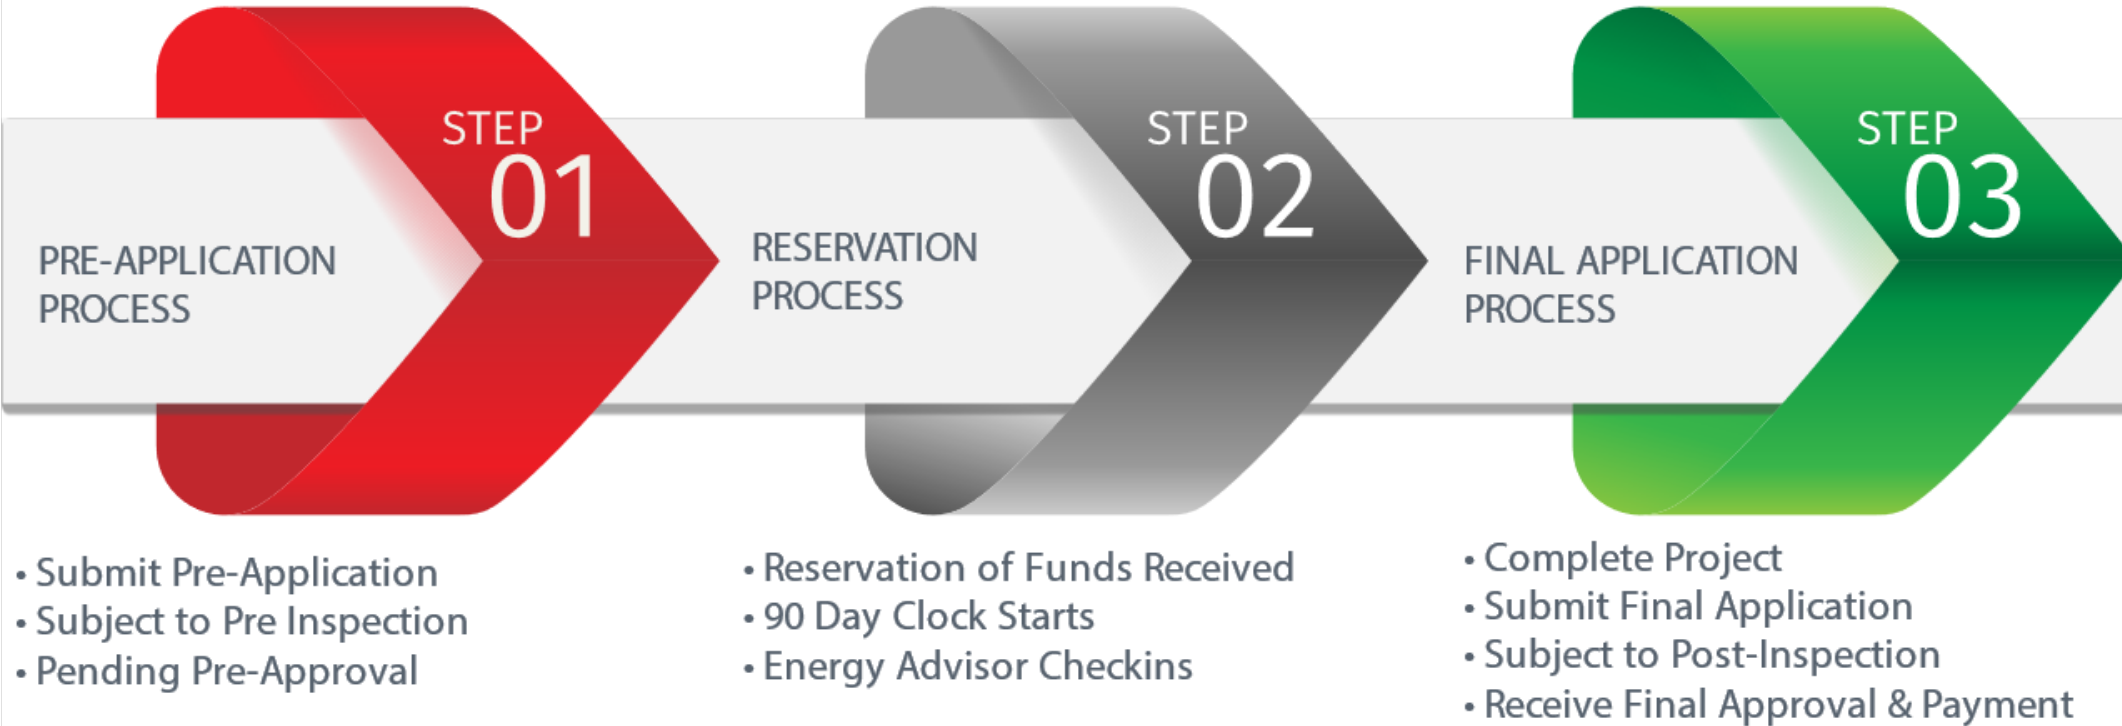 STEP
01
PRE-APPLICATION
PROCESS
• Submit Pre-Application
• Subject to Pre Inspection
• Pending Pre-Approval
STEP
02
RESERVATION
PROCESS
• Reservation of Funds Received
• 90 Day Clock Starts
• Energy Advisor Checkins
STEP
03
FINAL APPLICATION
PROCESS
• Complete Project
• Submit Final Application
• Subject to Post-Inspection
• Receive Final Approval & Payment